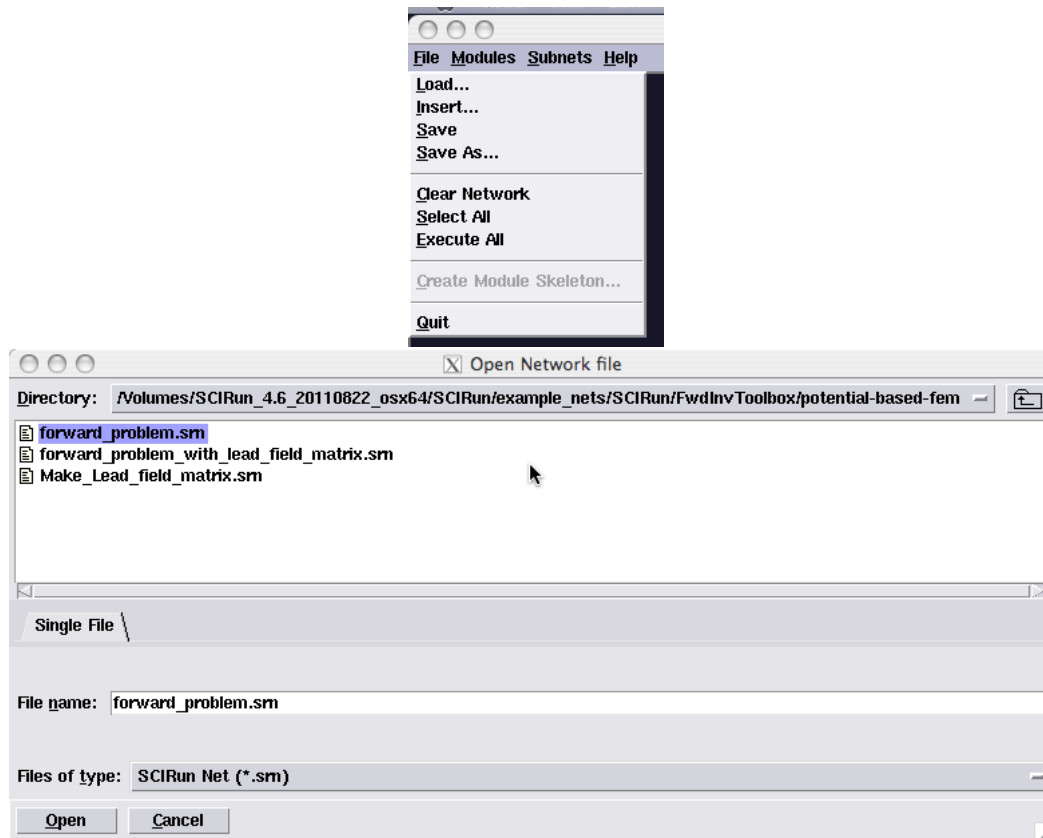 File Modules Subnets Help
Load...
Insert...
Save
Save As...
Clear Network
Select All
Execute All
Create Module Skeleton...
Quit
X Open Network file
Directory: /Volumes/SCIRun_4.6_20110822_osx64/SCIRun/example_nets/SCIRun/FwdInvToolbox/potential-based-fem
forward_problem.srn
forward_problem_with_lead_field_matrix.srn
Make_Lead_field_matrix.srn
Single File
File name: forward_problem.srn
Files of type: SCIRun Net (*.srn)
Open Cancel